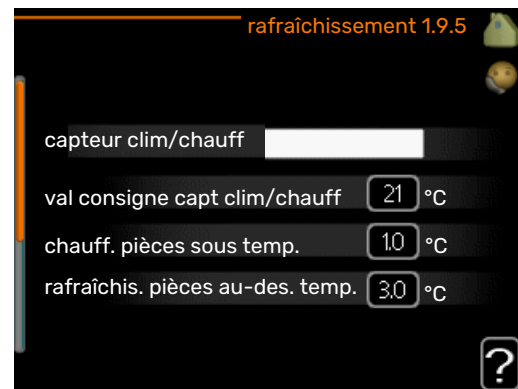 rafraîchissement 1.9.5
capteur clim/chauff
val consigne capt clim/chauff 21 °C
chauff. pièces sous temp. 1.0 °C
rafraîchis. pièces au-des. temp. 3.0 °C
?